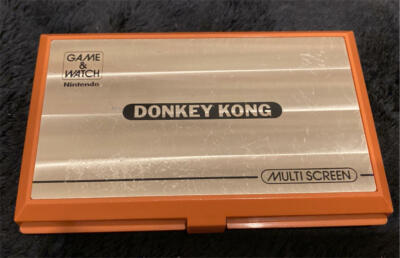 GAME
&
WATCH
Nintendo
DONKEY KONG
MULTI SCREEN